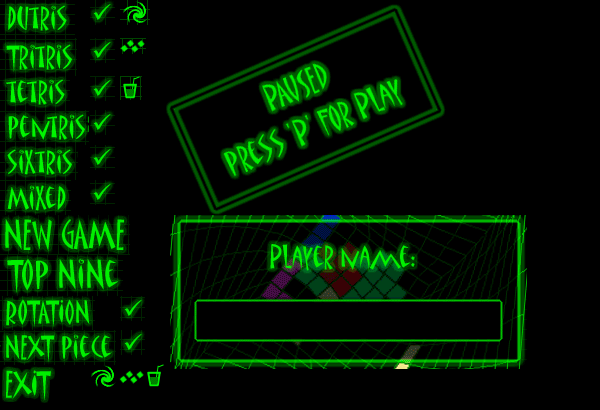 DUTRIS
TRITRIS
TETRIS
PENTRIS
SIXTRIS
MIXED
NEW GAME
TOP NINE
ROTATION
NEXT PIECE
EXIT
PAUSED
PRESS 'P' FOR PLAY
PLAYER NAME: